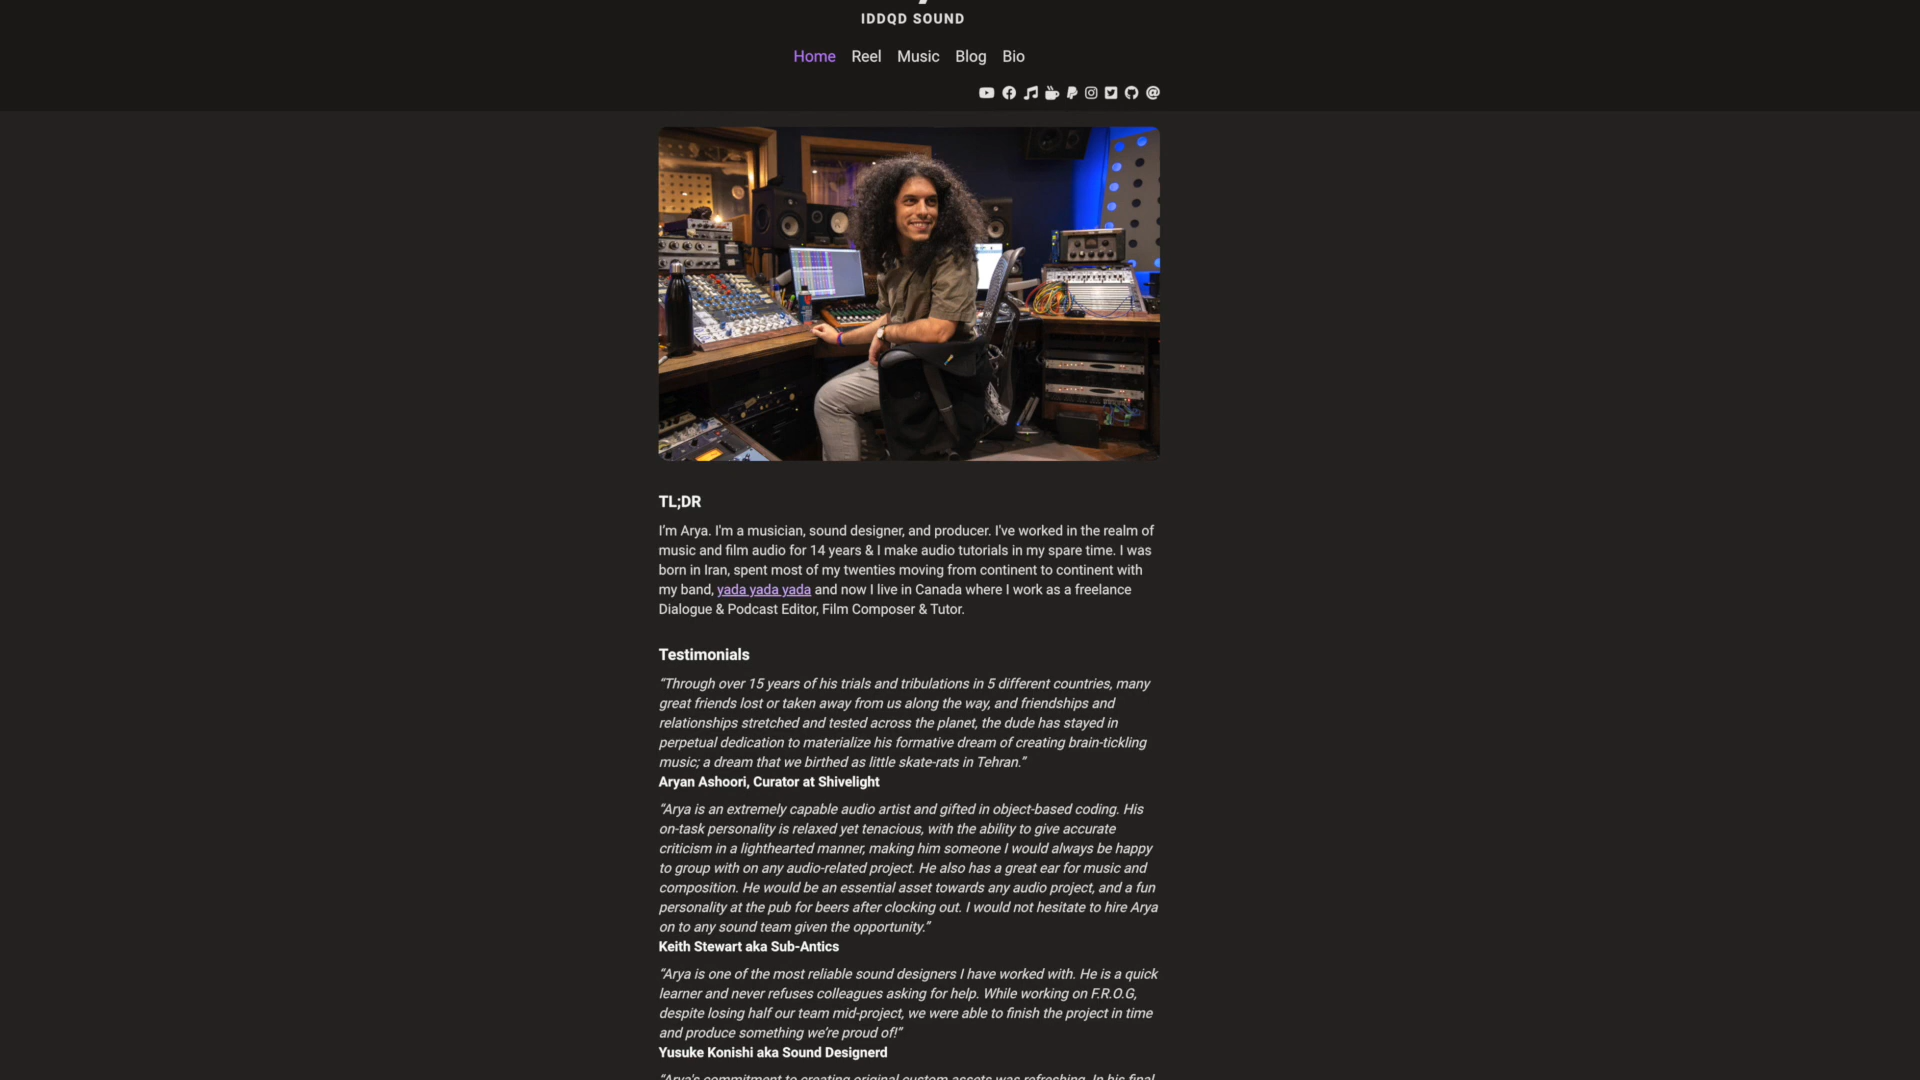 IDDQD SOUND
Home Reel Music Blog Bio
TL;DR
I’m Arya. I'm a musician, sound designer, and producer. I've worked in the realm of
music and film audio for 14 years & I make audio tutorials in my spare time. I was
born in Iran, spent most of my twenties moving from continent to continent with
my band, yada yada yada and now I live in Canada where I work as a freelance
Dialogue & Podcast Editor, Film Composer & Tutor.
Testimonials
“Through over 15 years of his trials and tribulations in 5 different countries, many
great friends lost or taken away from us along the way, and friendships and
relationships stretched and tested across the planet, the dude has stayed in
perpetual dedication to materialize his formative dream of creating brain-tickling
music; a dream that we birthed as little skate-rats in Tehran.”
Aryan Ashoori, Curator at Shivelight
“Arya is an extremely capable audio artist and gifted in object-based coding. His
on-task personality is relaxed yet tenacious, with the ability to give accurate
criticism in a lighthearted manner, making him someone I would always be happy
to group with on any audio-related project. He also has a great ear for music and
composition. He would be an essential asset towards any audio project, and a fun
personality at the pub for beers after clocking out. I would not hesitate to hire Arya
on to any sound team given the opportunity.”
Keith Stewart aka Sub-Antics
“Arya is one of the most reliable sound designers I have worked with. He is a quick
learner and never refuses colleagues asking for help. While working on F.R.O.G,
despite losing half our team mid-project, we were able to finish the project in time
and produce something we’re proud of!”
Yusuke Konishi aka Sound Designerd
“Arya's commitment to creating original custom assets was refreshing. In his final